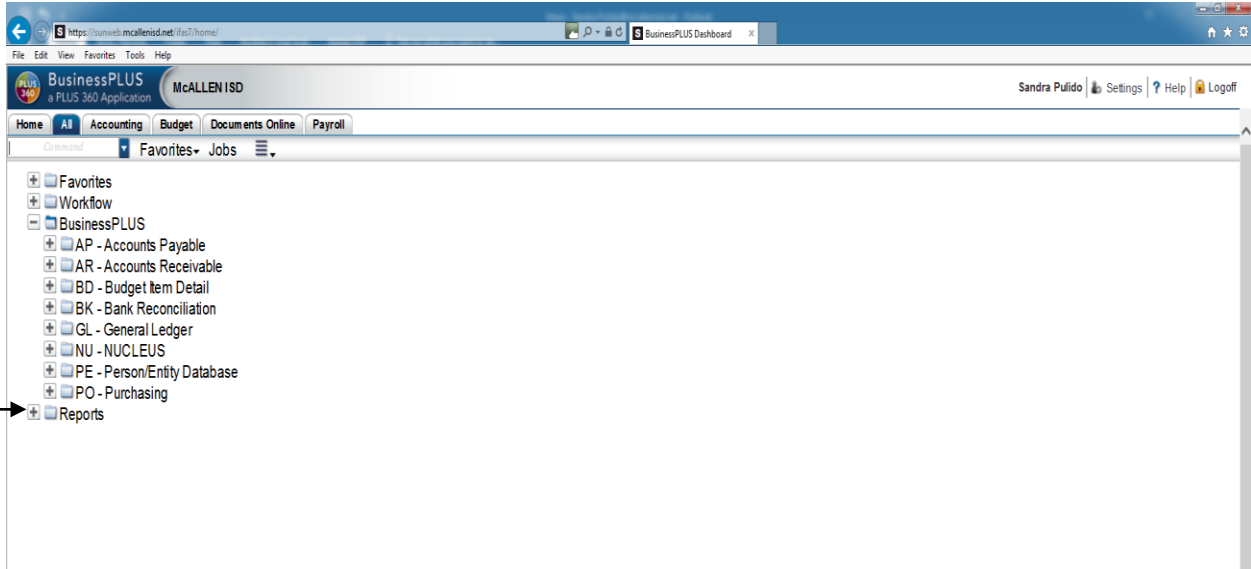 https://sunweb.mcallenisd.net/ifas7/home/
BusinessPLUS Dashboard
File Edit View Favorites Tools Help
PLUS 360
BusinessPLUS
a PLUS 360 Application
McALLEN ISD
Sandra Pulido Settings ? Help Logoff
Home All Accounting Budget Documents Online Payroll
Command Favorites Jobs
Favorites
Workflow
BusinessPLUS
AP - Accounts Payable
AR - Accounts Receivable
BD - Budget Item Detail
BK - Bank Reconciliation
GL - General Ledger
NU - NUCLEUS
PE - Person/Entity Database
PO - Purchasing
Reports